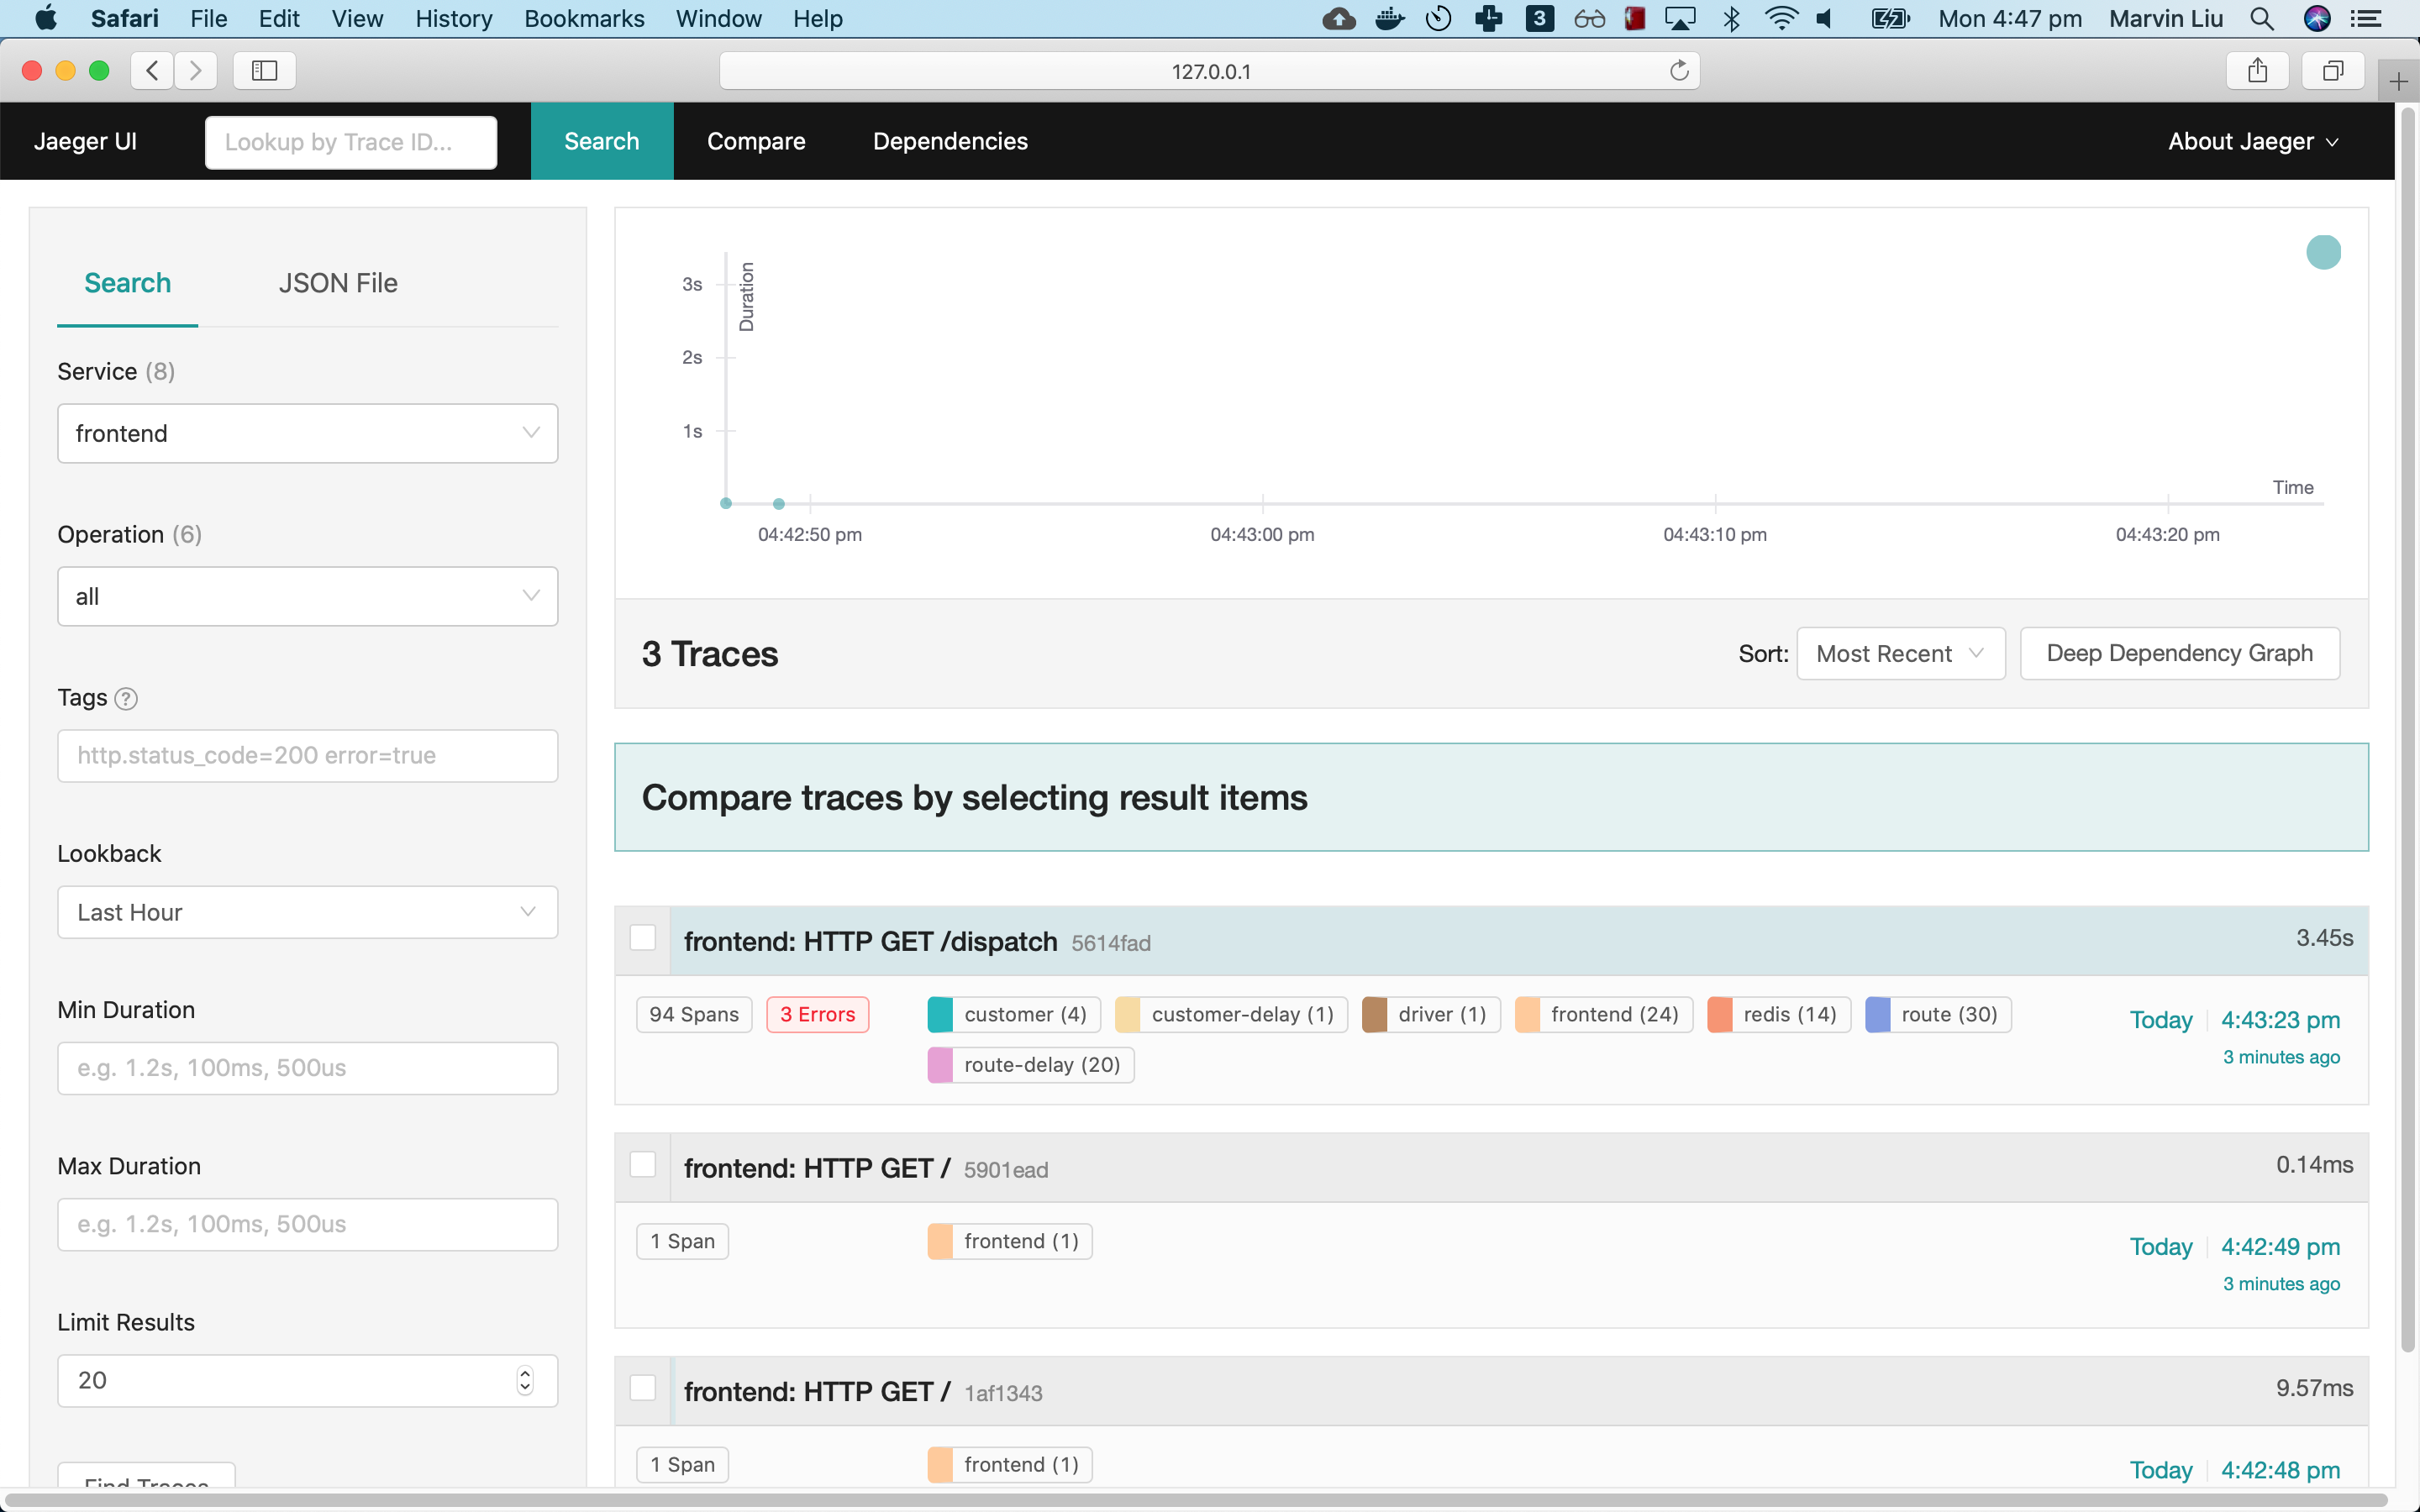 Safari File Edit View History Bookmarks Window Help 3 Mon 4:47 pm Marvin Liu
127.0.0.1
Jaeger UI Lookup by Trace ID... Search Compare Dependencies About Jaeger
Search JSON File
Service (8)
frontend
Operation (6)
all
Tags ?
http.status_code=200 error=true
Lookback
Last Hour
Min Duration
e.g. 1.2s, 100ms, 500us
Max Duration
e.g. 1.2s, 100ms, 500us
Limit Results
20
Find Traces
Duration
3s
2s
1s
Time
04:42:50 pm 04:43:00 pm 04:43:10 pm 04:43:20 pm
3 Traces Sort: Most Recent Deep Dependency Graph
Compare traces by selecting result items
frontend: HTTP GET /dispatch 5614fad 3.45s
94 Spans 3 Errors customer (4) customer-delay (1) driver (1) frontend (24) redis (14) route (30) Today 4:43:23 pm
route-delay (20) 3 minutes ago
frontend: HTTP GET / 5901ead 0.14ms
1 Span frontend (1) Today 4:42:49 pm
3 minutes ago
frontend: HTTP GET / 1af1343 9.57ms
1 Span frontend (1) Today 4:42:48 pm